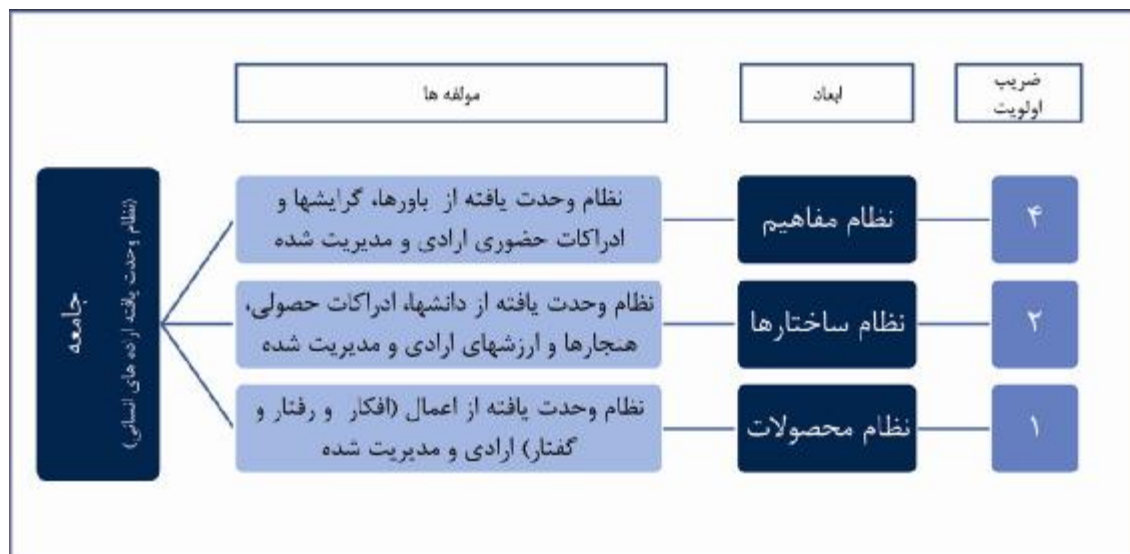 ضریب
اولویت
ابعاد
مولفه ها
۴
نظام مفاهیم
نظام وحدت یافته از باورها، گرایشها و
ادراکات حضوری ارادی و مدیریت شده
۲
نظام ساختارها
نظام وحدت یافته از دانشها، ادراکات حصولی،
هنجارها و ارزشهای ارادی و مدیریت شده
۱
نظام محصولات
نظام وحدت یافته از اعمال (افکار و رفتار و
گفتار) ارادی و مدیریت شده
جامعه
(نظام وحدت یافته اراده های انسانی)